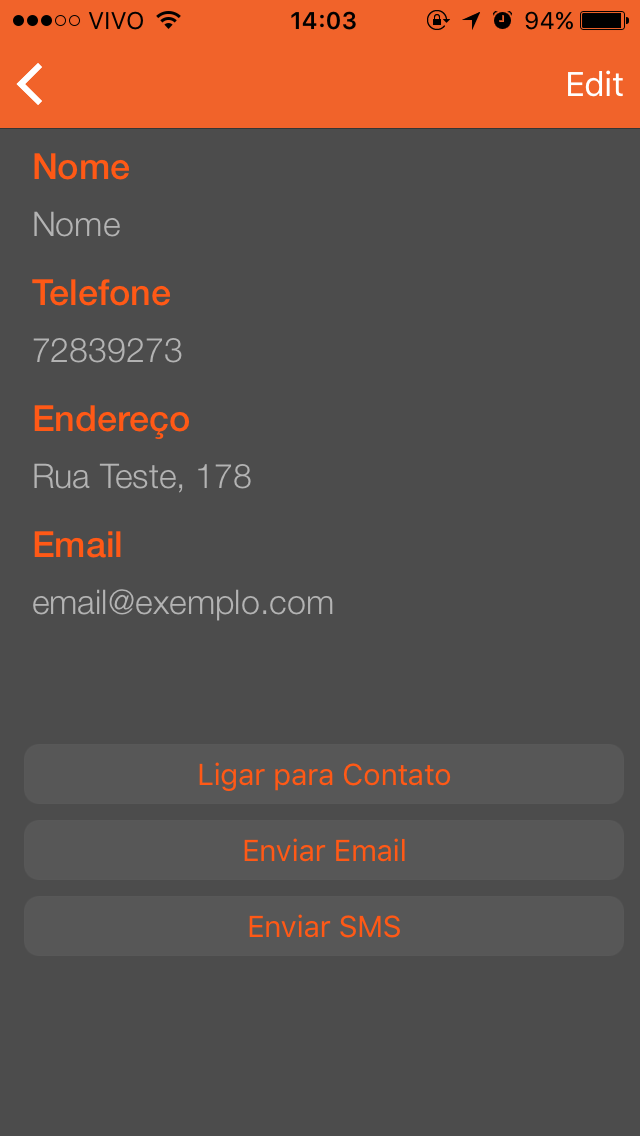 VIVO 14:03 94%
Edit
Nome
Nome
Telefone
72839273
Endereço
Rua Teste, 178
Email
email@exemplo.com
Ligar para Contato
Enviar Email
Enviar SMS